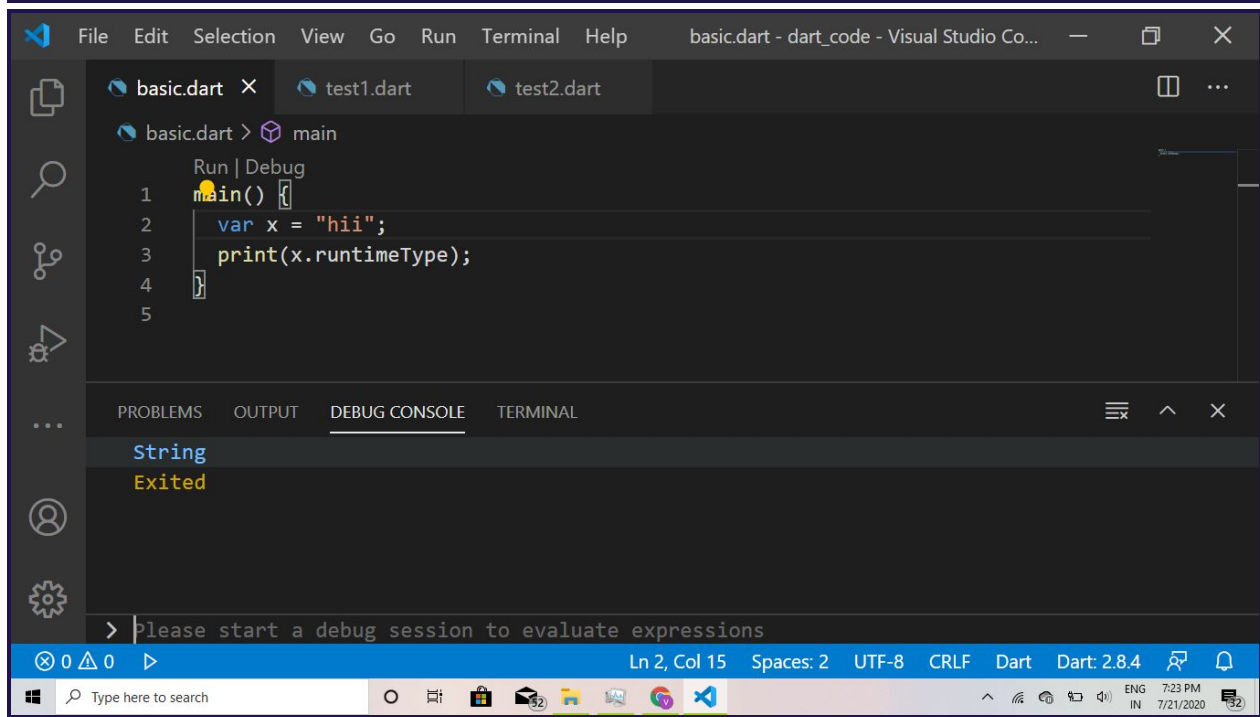 File Edit Selection View Go Run Terminal Help basic.dart - dart_code - Visual Studio Co...
basic.dart test1.dart test2.dart
basic.dart > main
Run | Debug
1 main() {
2 var x = "hii";
3 print(x.runtimeType);
4 }
5
PROBLEMS OUTPUT DEBUG CONSOLE TERMINAL
String
Exited
> Please start a debug session to evaluate expressions
0 0 Ln 2, Col 15 Spaces: 2 UTF-8 CRLF Dart Dart: 2.8.4
Type here to search 52 ENG 7:23 PM
IN 7/21/2020 32